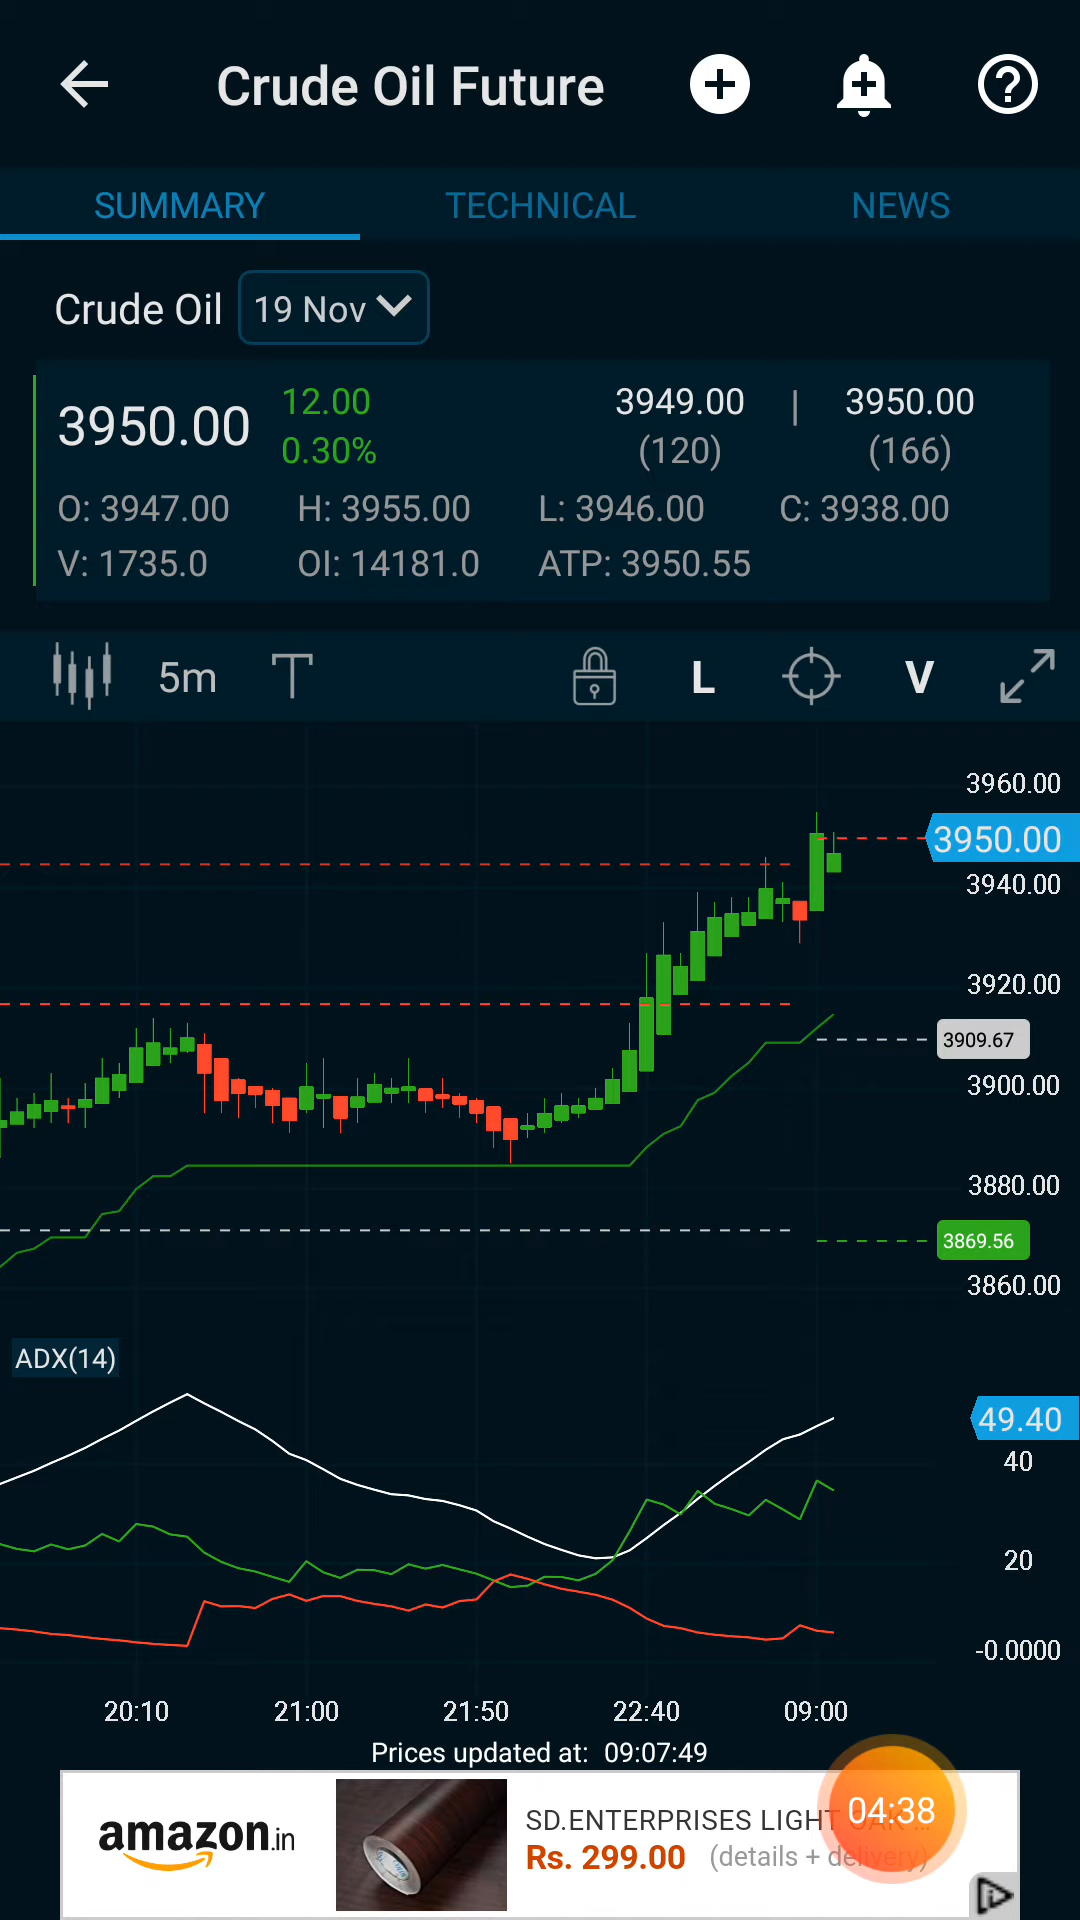 Crude Oil Future
SUMMARY TECHNICAL NEWS
Crude Oil 19 Nov
3950.00 12.00 0.30% 3949.00 (120) | 3950.00 (166)
O: 3947.00 H: 3955.00 L: 3946.00 C: 3938.00
V: 1735.0 OI: 14181.0 ATP: 3950.55
5m T L V
3960.00
3950.00
3940.00
3920.00
3909.67
3900.00
3880.00
3869.56
3860.00
ADX(14)
49.40
40
20
-0.0000
20:10 21:00 21:50 22:40 09:00
Prices updated at: 09:07:49
amazon.in
SD.ENTERPRISES LIGHT OAK ...
Rs. 299.00 (details + delivery)
04:38